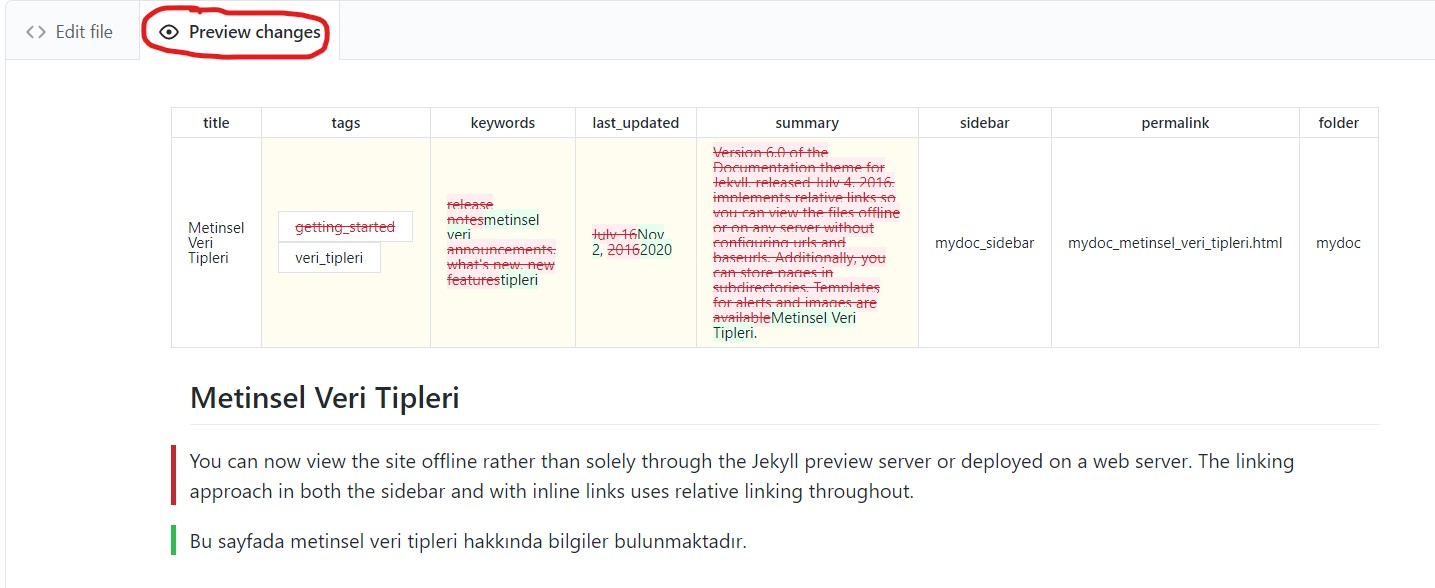 Edit file
Preview changes
title tags keywords last_updated summary sidebar permalink folder
Metinsel
Veri
Tipleri
getting_started
veri_tipleri
release
notesmetinsel
veri
announcements,
what's new, new
featurestipleri
July 16Nov
2, 20162020
Version 6.0 of the
Documentation theme for
Jekyll, released July 4, 2016,
implements relative links so
you can view the files offline
or on any server without
configuring urls and
baseurls. Additionally, you
can store pages in
subdirectories. Templates
for alerts and images are
availableMetinsel Veri
Tipleri.
mydoc_sidebar
mydoc_metinsel_veri_tipleri.html
mydoc
Metinsel Veri Tipleri
You can now view the site offline rather than solely through the Jekyll preview server or deployed on a web server. The linking
approach in both the sidebar and with inline links uses relative linking throughout.
Bu sayfada metinsel veri tipleri hakkında bilgiler bulunmaktadır.